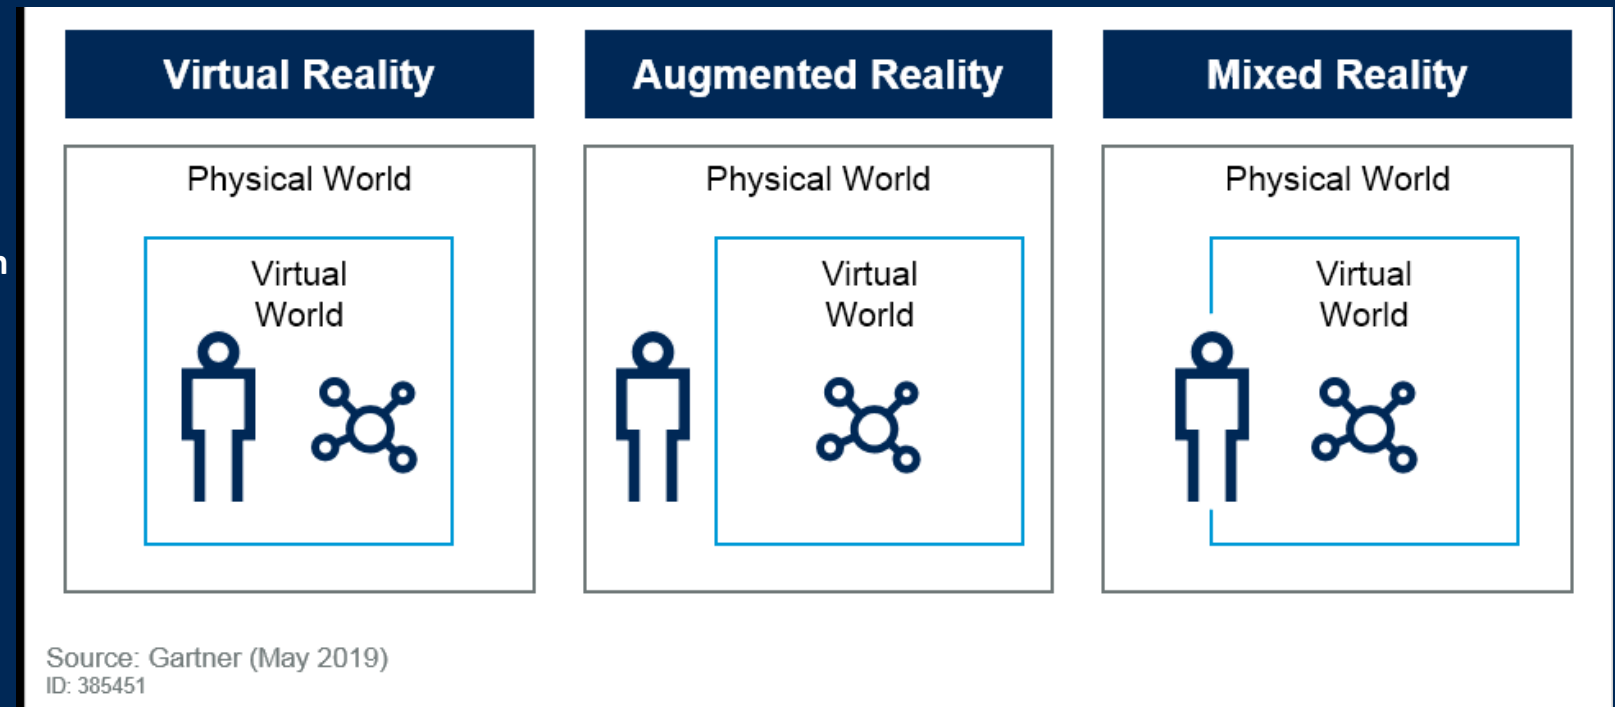 Virtual Reality
Augmented Reality
Mixed Reality
Physical World
Virtual
World
Physical World
Virtual
World
Physical World
Virtual
World
n
Source: Gartner (May 2019)
ID: 385451